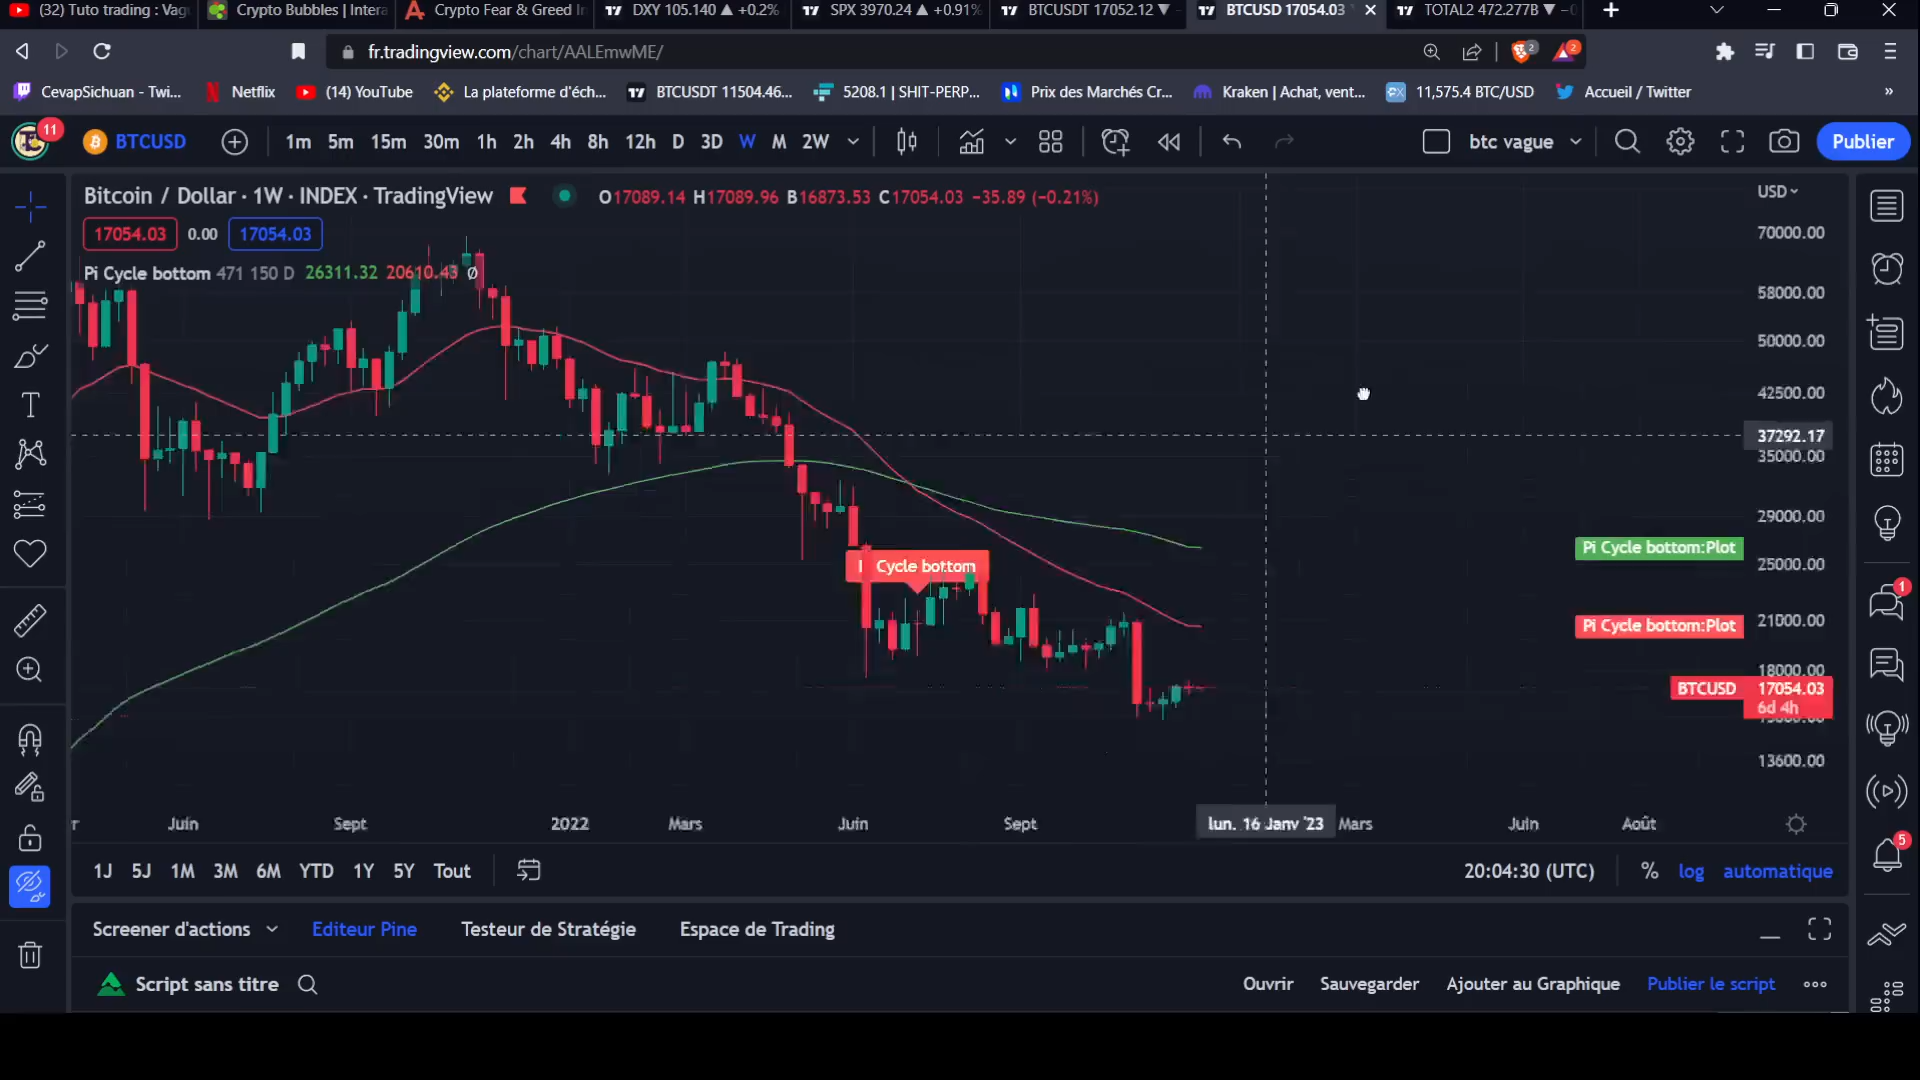 (32) Tuto trading : Vag
Crypto Bubbles | Intera
Crypto Fear & Greed I
DXY 105.140 ▲ +0.2%
SPX 3970.24 ▲ +0.91%
BTCUSDT 17052.12 ▼
BTCUSD 17054.03
TOTAL2 472.277B ▼
fr.tradingview.com/chart/AALEmwME/
2
2
CevapSichuan - Twi...
Netflix
(14) YouTube
La plateforme d'éch...
BTCUSDT 11504.46...
5208.1 | SHIT-PERP...
Prix des Marchés Cr...
Kraken | Achat, vent...
11,575.4 BTC/USD
Accueil / Twitter
»
11
BTCUSD
1m 5m 15m 30m 1h 2h 4h 8h 12h D 3D W M 2W
btc vague
Publier
Bitcoin / Dollar · 1W · INDEX · TradingView
O17089.14 H17089.96 B16873.53 C17054.03 −35.89 (−0.21%)
17054.03 0.00 17054.03
Pi Cycle bottom 471 150 D 26311.32 20610.43 Ø
USD
70000.00
58000.00
50000.00
42500.00
37292.17
35000.00
29000.00
25000.00
21000.00
18000.00
13600.00
Cycle bottom
Pi Cycle bottom:Plot
Pi Cycle bottom:Plot
BTCUSD 17054.03
6d 4h
1
5
Juin Sept 2022 Mars Juin Sept lun. 16 Janv '23 Mars Juin Août
1J 5J 1M 3M 6M YTD 1Y 5Y Tout
20:04:30 (UTC) % log automatique
Screener d'actions Editeur Pine Testeur de Stratégie Espace de Trading
Script sans titre
Ouvrir Sauvegarder Ajouter au Graphique Publier le script